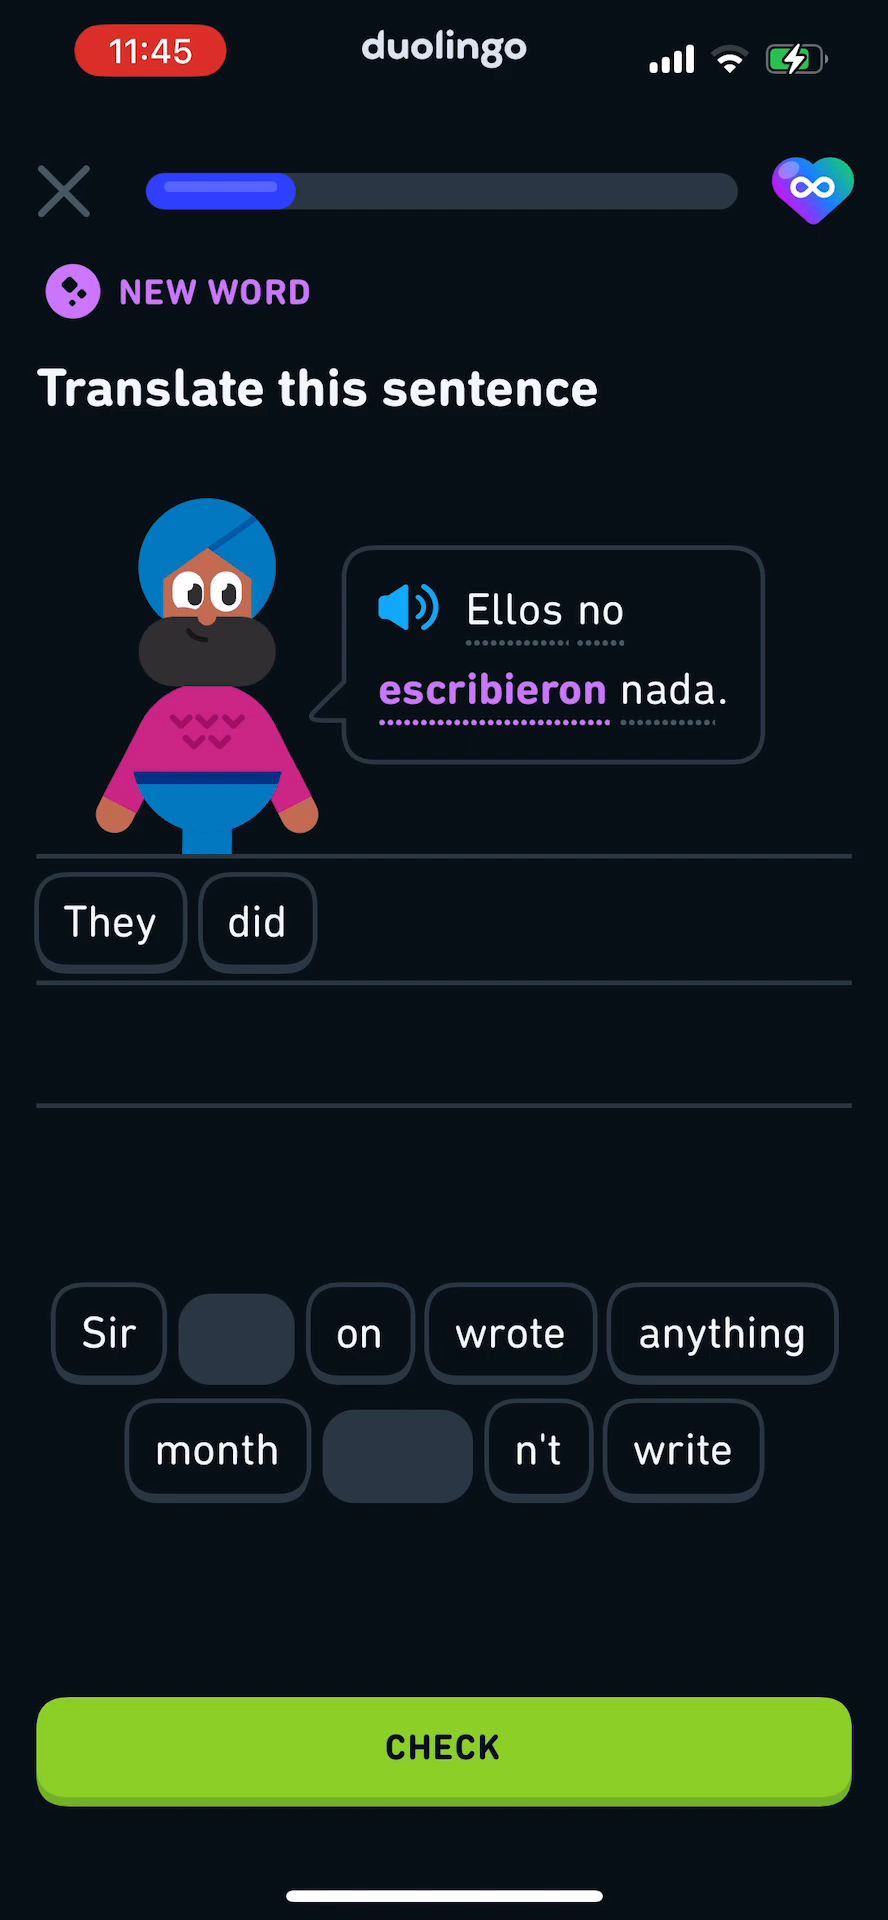 11:45
duolingo
NEW WORD
Translate this sentence
Ellos no
escribieron nada.
They did
Sir on wrote anything
month n't write
CHECK